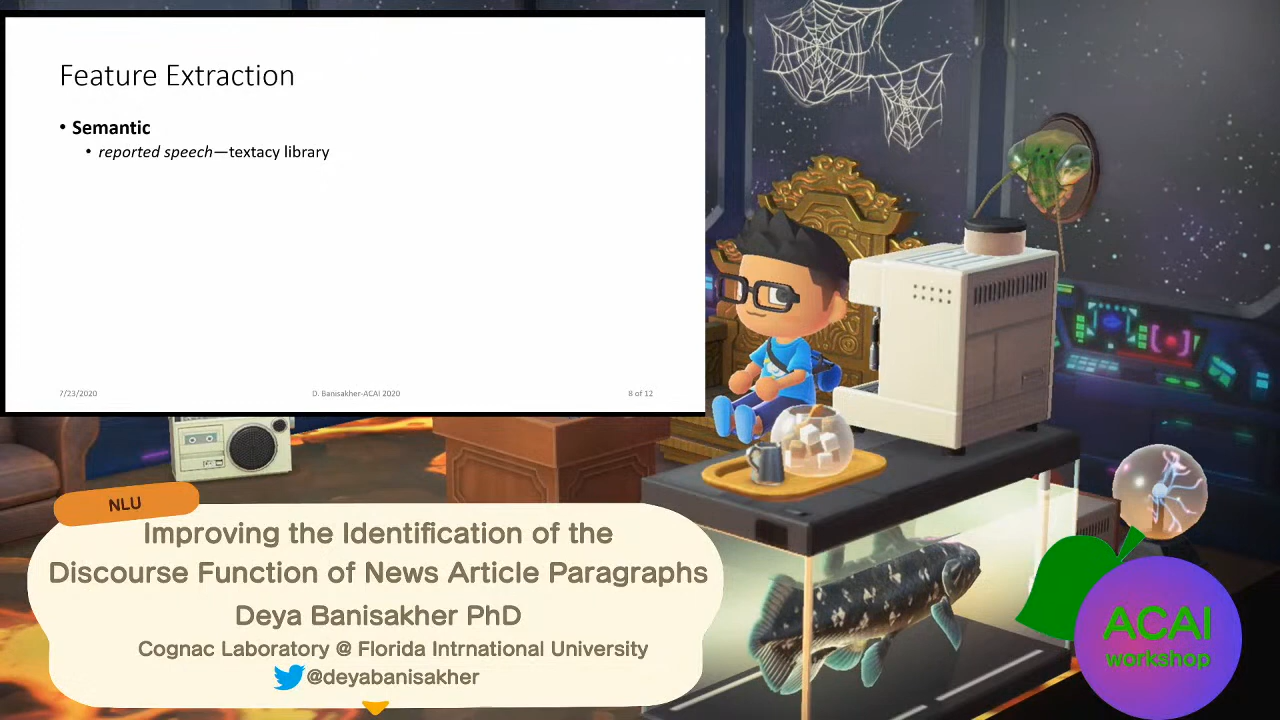 Feature Extraction
• Semantic
• reported speech—textacy library
7/23/2020
D. Banisakher-ACAI 2020
8 of 12
NLU
Improving the Identification of the
Discourse Function of News Article Paragraphs
Deya Banisakher PhD
Cognac Laboratory @ Florida Intrnational University
@deyabanisakher
ACAI
workshop